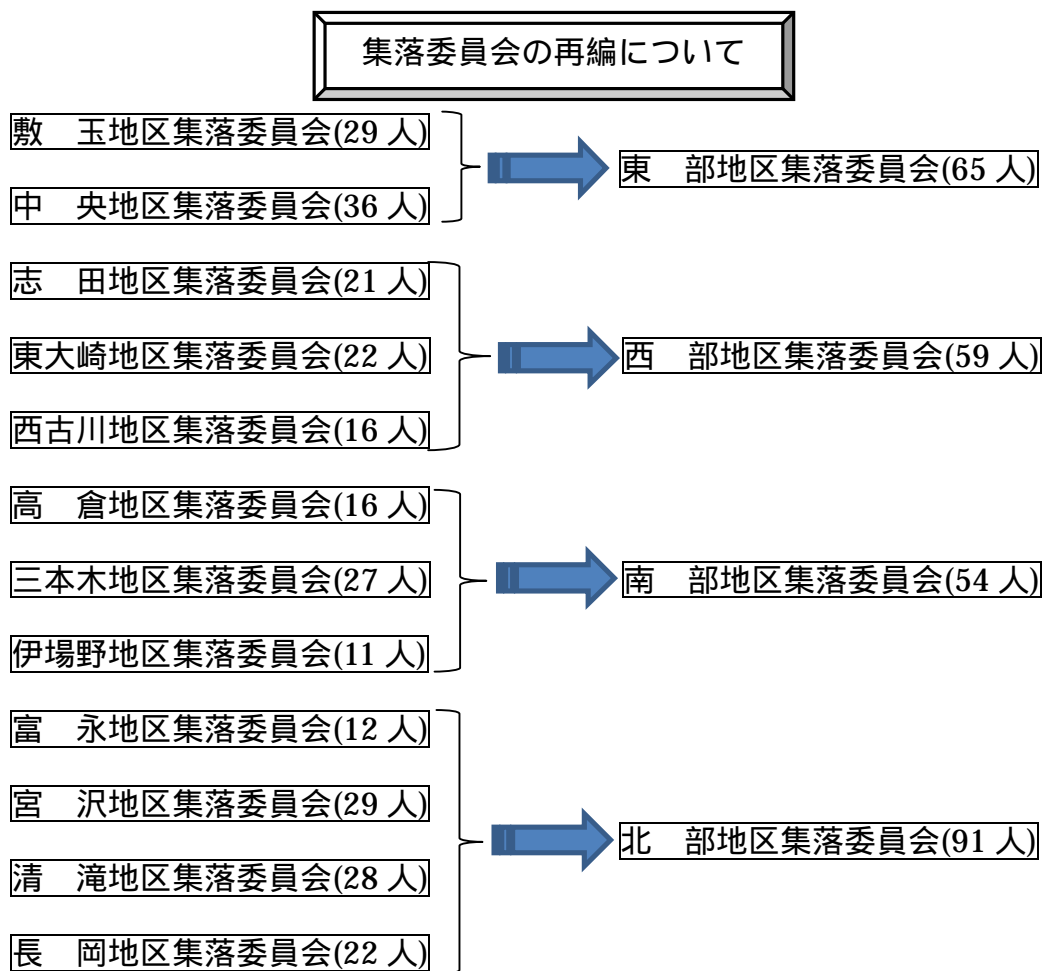 集落委員会の再編について
敷　玉地区集落委員会(29 人)
中　央地区集落委員会(36 人)
東　部地区集落委員会(65 人)
志　田地区集落委員会(21 人)
東大崎地区集落委員会(22 人)
西古川地区集落委員会(16 人)
西　部地区集落委員会(59 人)
高　倉地区集落委員会(16 人)
三本木地区集落委員会(27 人)
伊場野地区集落委員会(11 人)
南　部地区集落委員会(54 人)
富　永地区集落委員会(12 人)
宮　沢地区集落委員会(29 人)
清　滝地区集落委員会(28 人)
長　岡地区集落委員会(22 人)
北　部地区集落委員会(91 人)